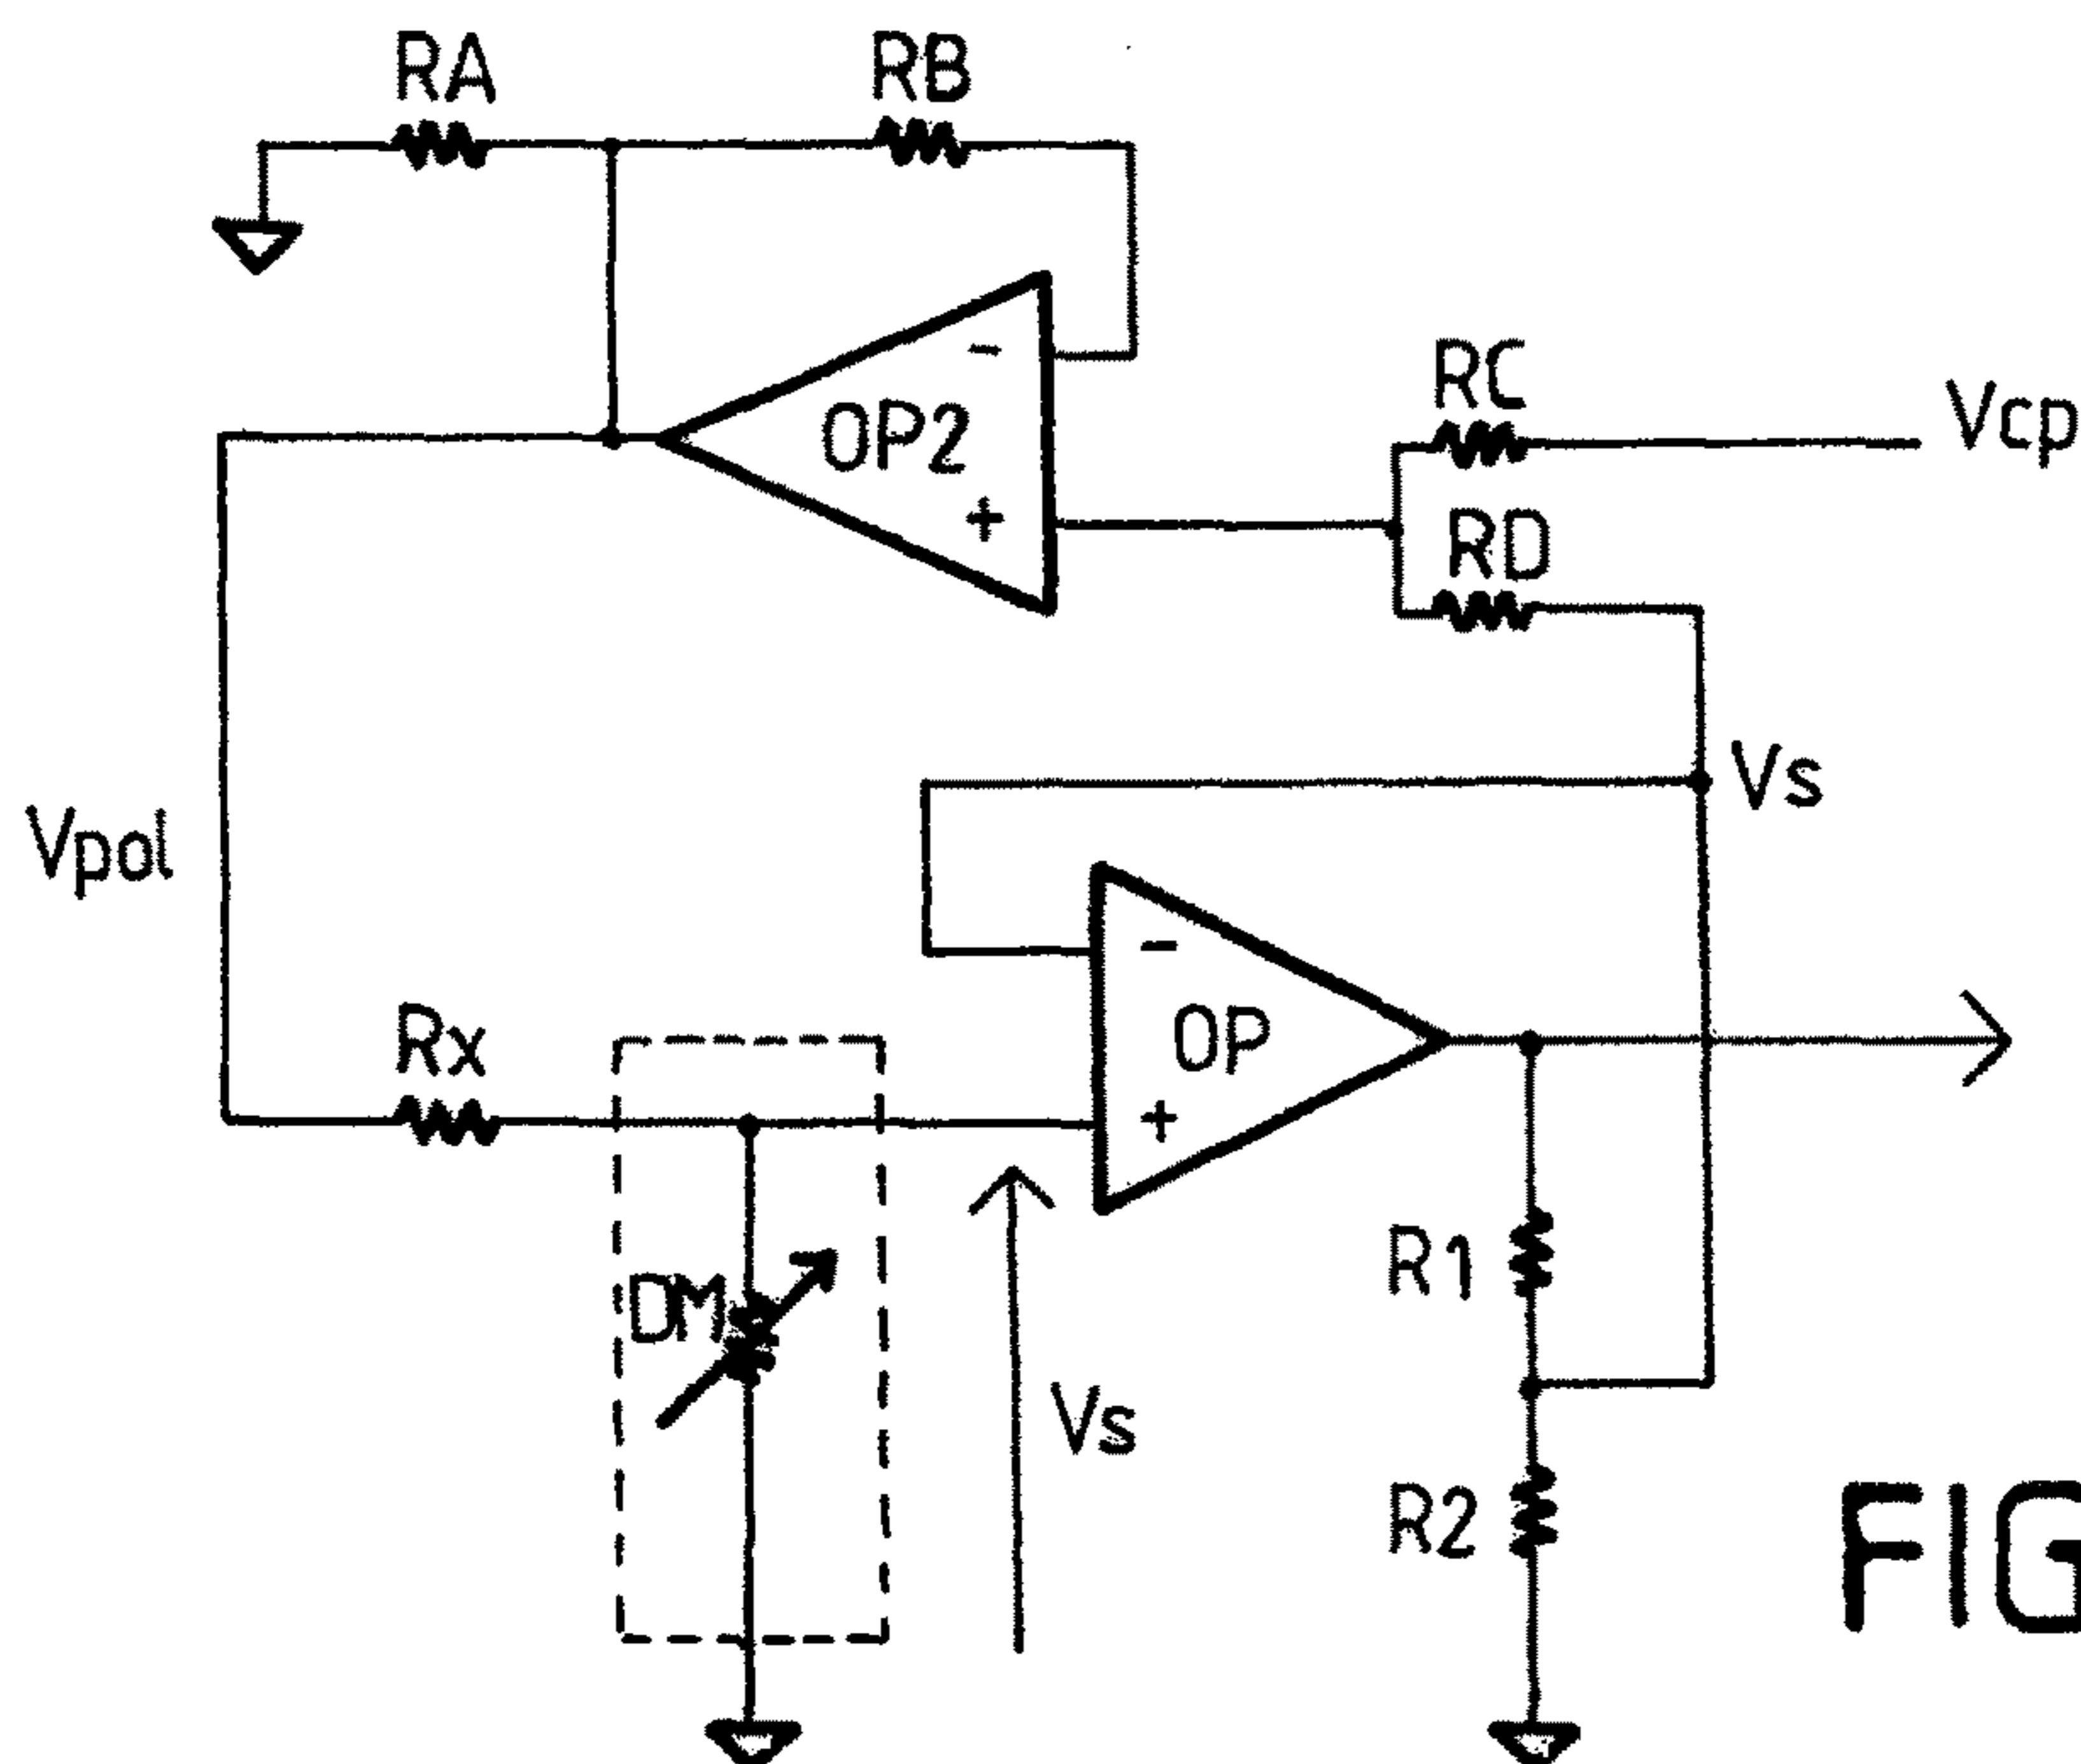 RA
RB
-
OP2
+
RC
Vcp
RD
Vs
Vpol
-
OP
+
Rx
DM
Vs
R1
R2
FIG